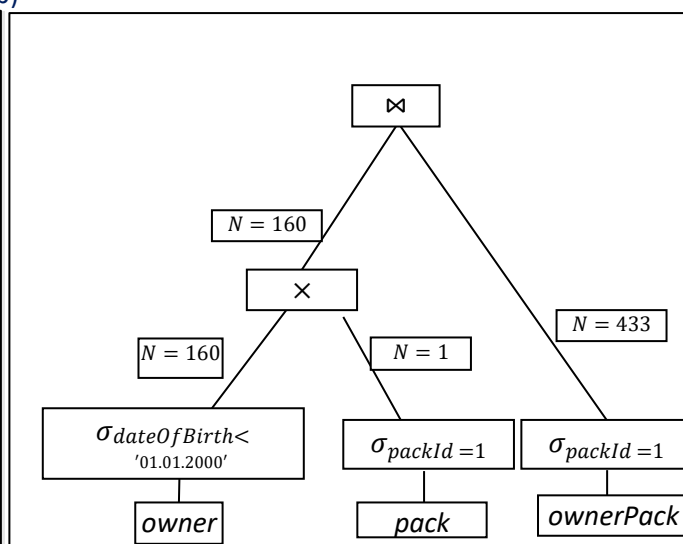 ⋈
N = 160
×
N = 433
N = 160
N = 1
σdateOfBirth<
'01.01.2000'
σpackId =1
σpackId =1
owner
pack
ownerPack